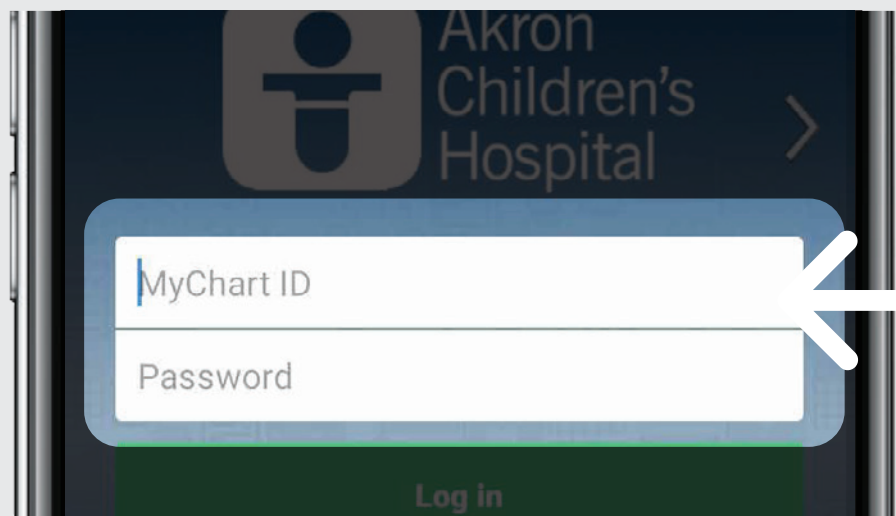 Akron
Children's
Hospital
MyChart ID
Password
Log in